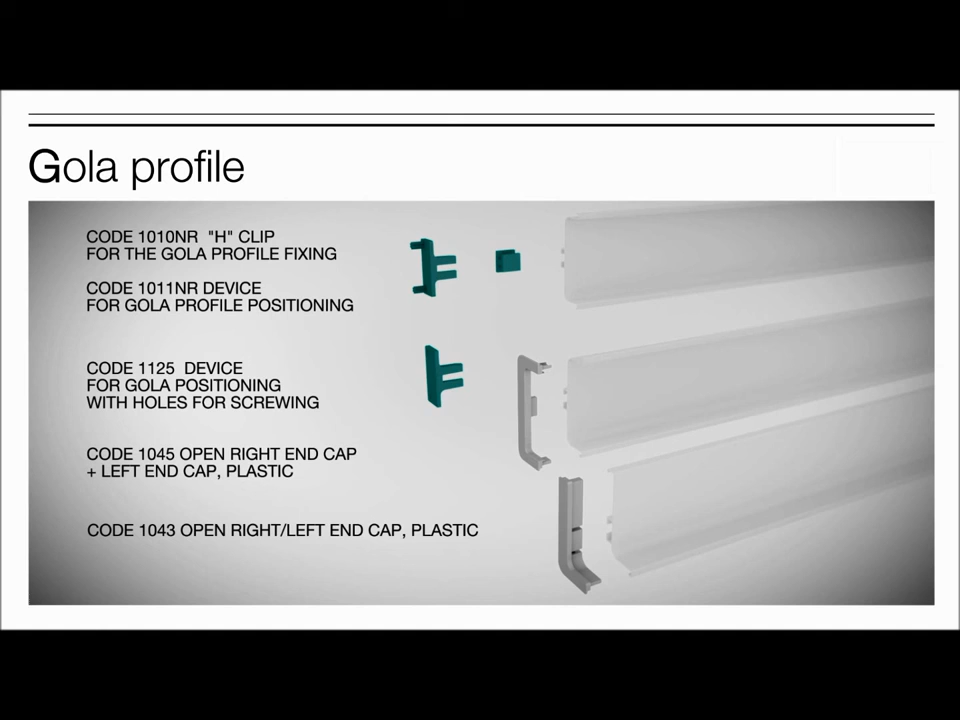 Gola profile
CODE 1010NR "H" CLIP
FOR THE GOLA PROFILE FIXING
CODE 1011NR DEVICE
FOR GOLA PROFILE POSITIONING
CODE 1125 DEVICE
FOR GOLA POSITIONING
WITH HOLES FOR SCREWING
CODE 1045 OPEN RIGHT END CAP
+ LEFT END CAP, PLASTIC
CODE 1043 OPEN RIGHT/LEFT END CAP, PLASTIC